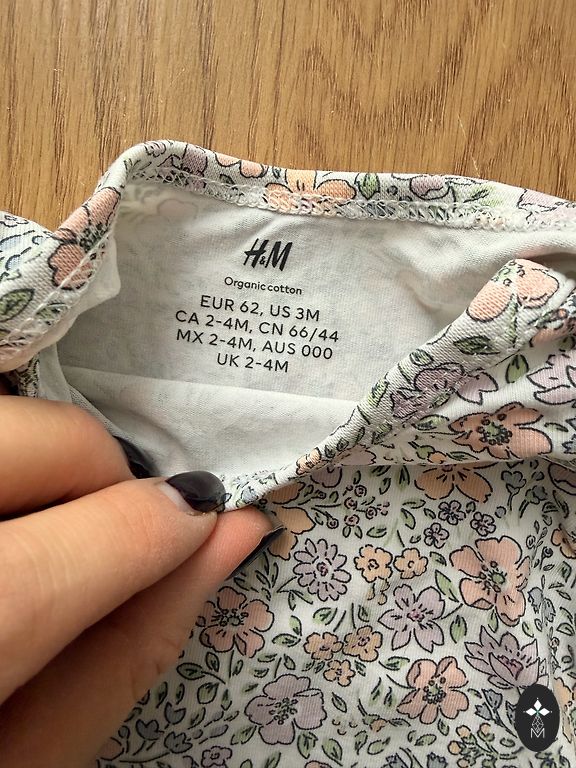 H&M
Organic cotton
EUR 62, US 3M
CA 2-4M, CN 66/44
MX 2-4M, AUS 000
UK 2-4M
M